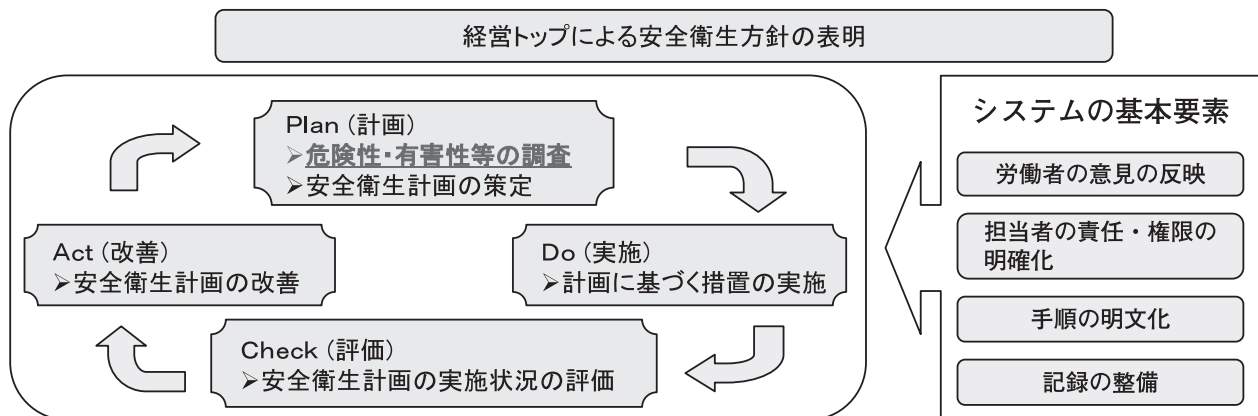 経営トップによる安全衛生方針の表明
Plan(計画)
➢危険性・有害性等の調査
➢安全衛生計画の策定
Act(改善)
➢安全衛生計画の改善
Do(実施)
➢計画に基づく措置の実施
Check(評価)
➢安全衛生計画の実施状況の評価
システムの基本要素
労働者の意見の反映
担当者の責任・権限の
明確化
手順の明文化
記録の整備